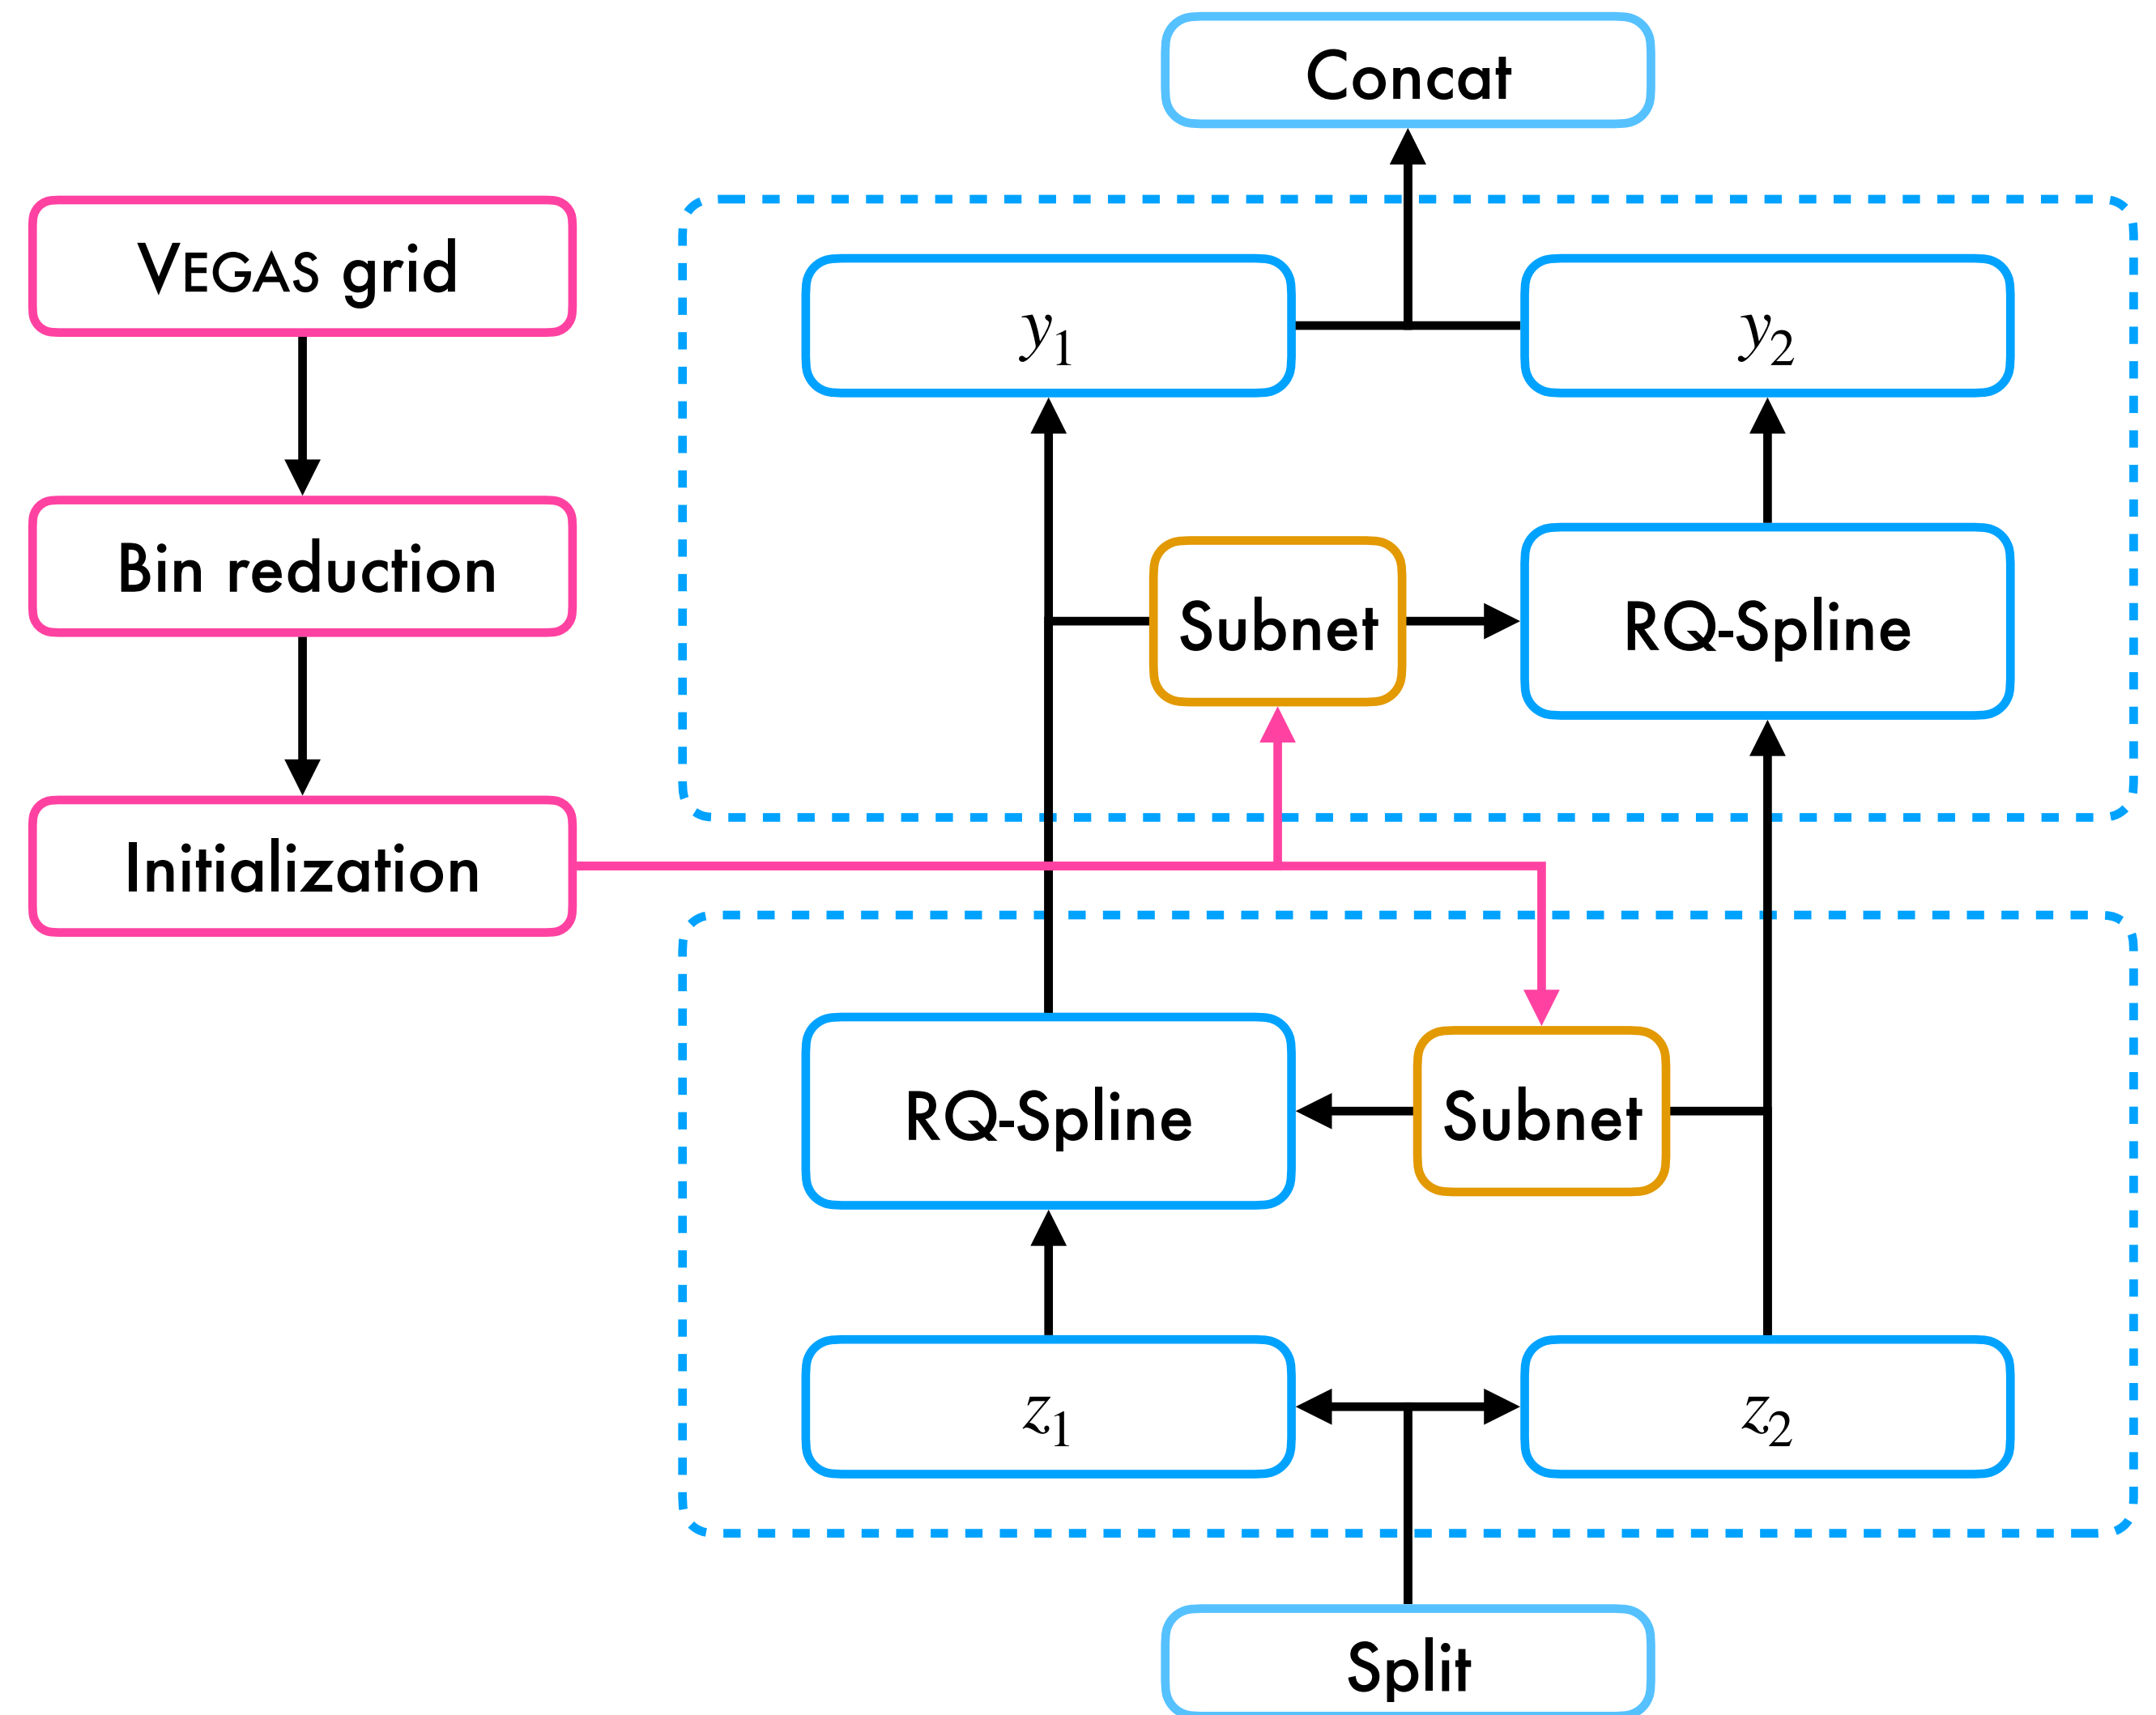 Concat
VEGAS grid
y1
y2
Bin reduction
Subnet
RQ-Spline
Initialization
RQ-Spline
Subnet
z1
z2
Split